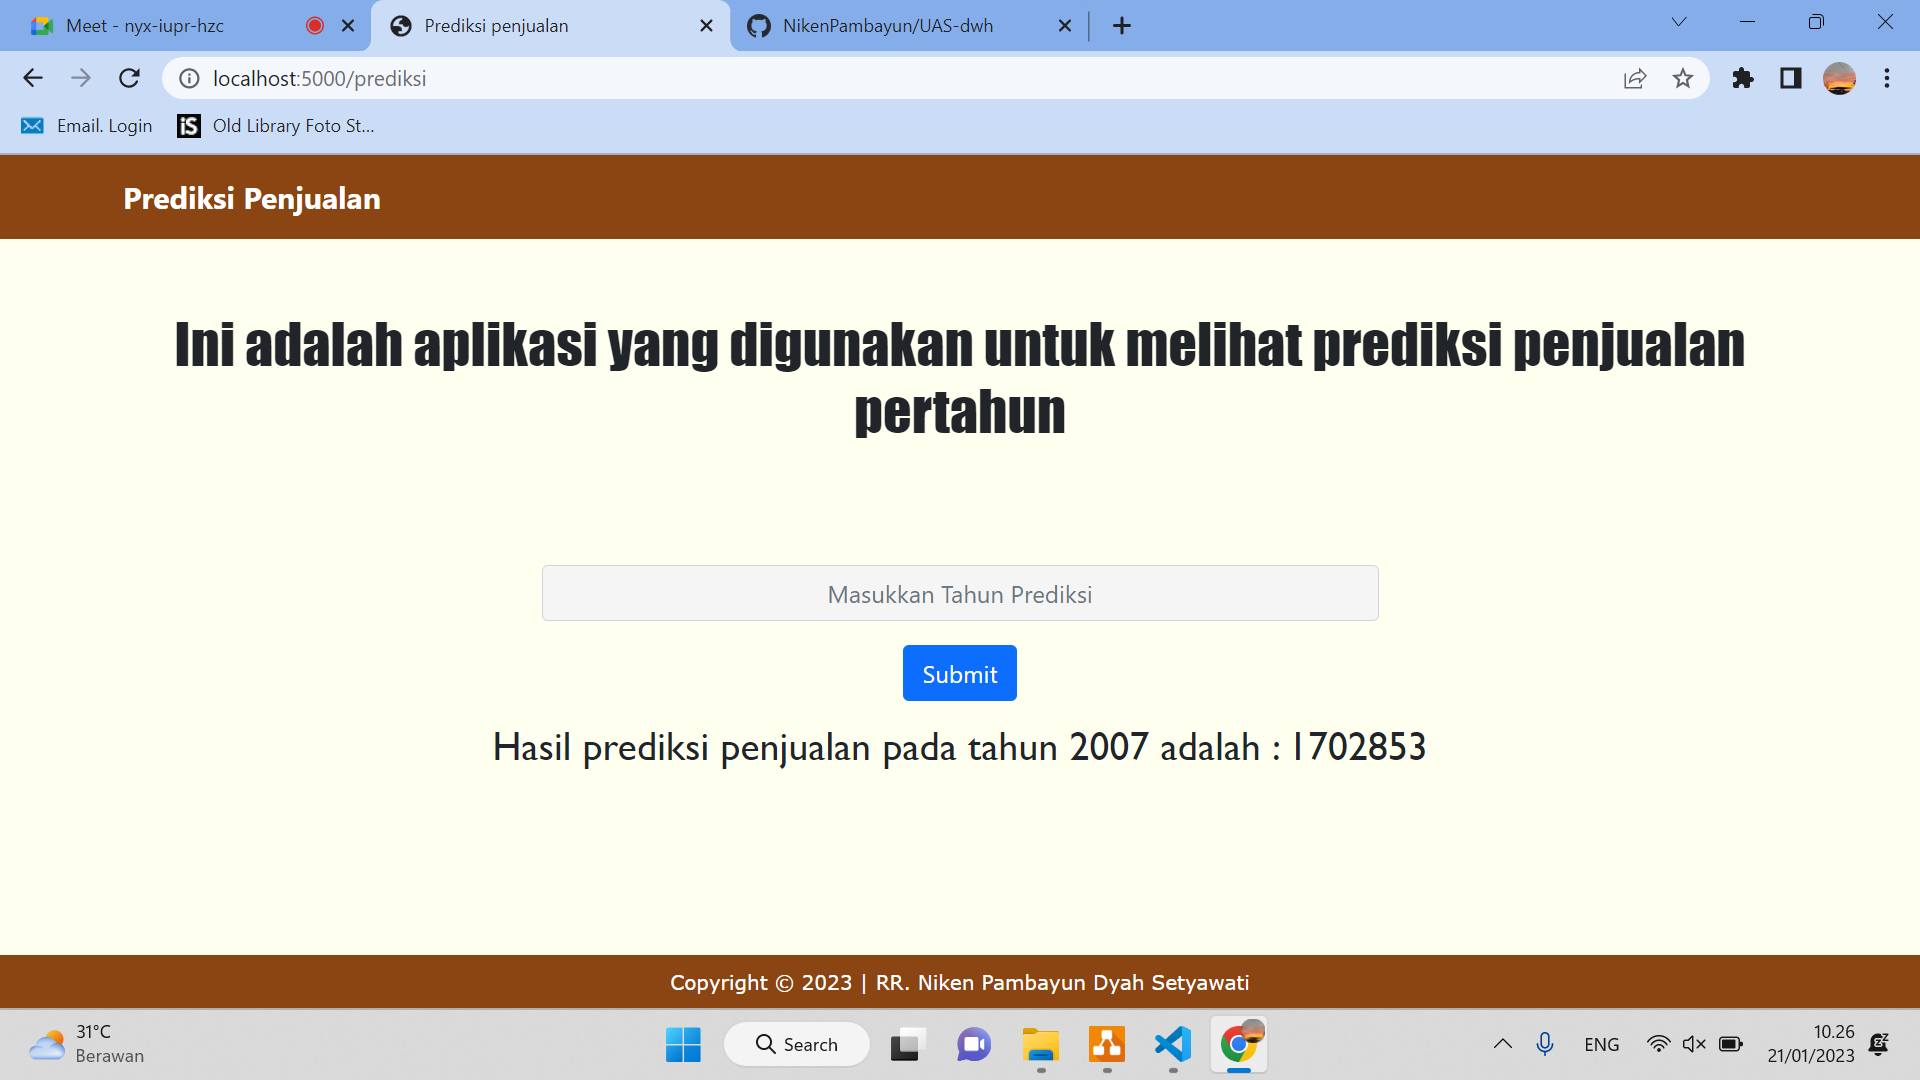 Meet - nyx-iupr-hzc
Prediksi penjualan
NikenPambayun/UAS-dwh
localhost:5000/prediksi
Email. Login
iS
Old Library Foto St...
Prediksi Penjualan
Ini adalah aplikasi yang digunakan untuk melihat prediksi penjualan
pertahun
Masukkan Tahun Prediksi
Submit
Hasil prediksi penjualan pada tahun 2007 adalah : 1702853
Copyright © 2023 | RR. Niken Pambayun Dyah Setyawati
31°C
Berawan
Search
ENG
10.26
21/01/2023